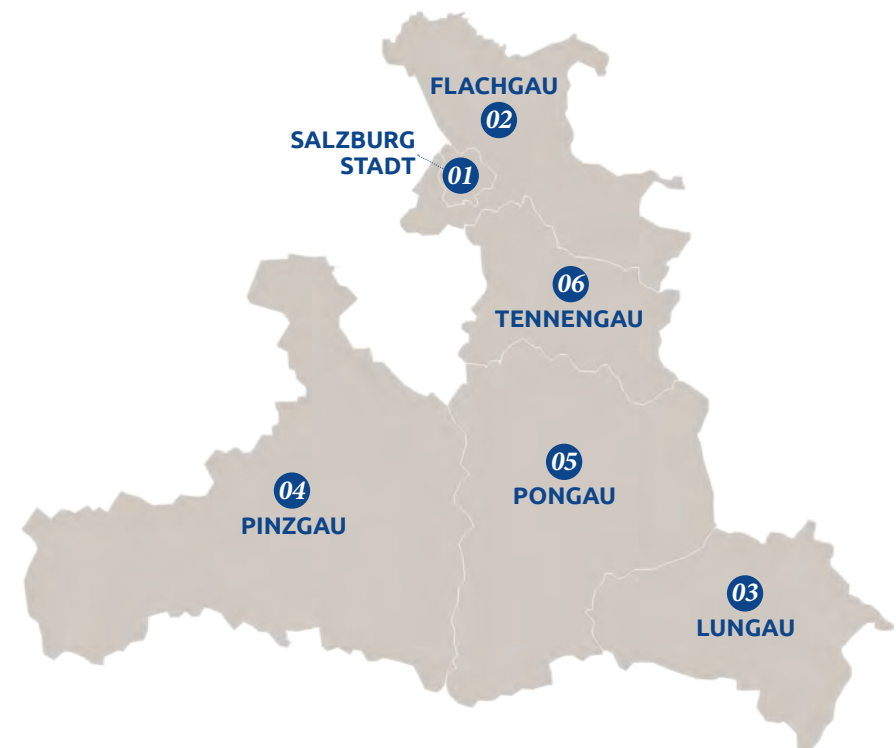 FLACHGAU
02
SALZBURG
STADT
01
06
TENNENGAU
05
PONGAU
04
PINZGAU
03
LUNGAU